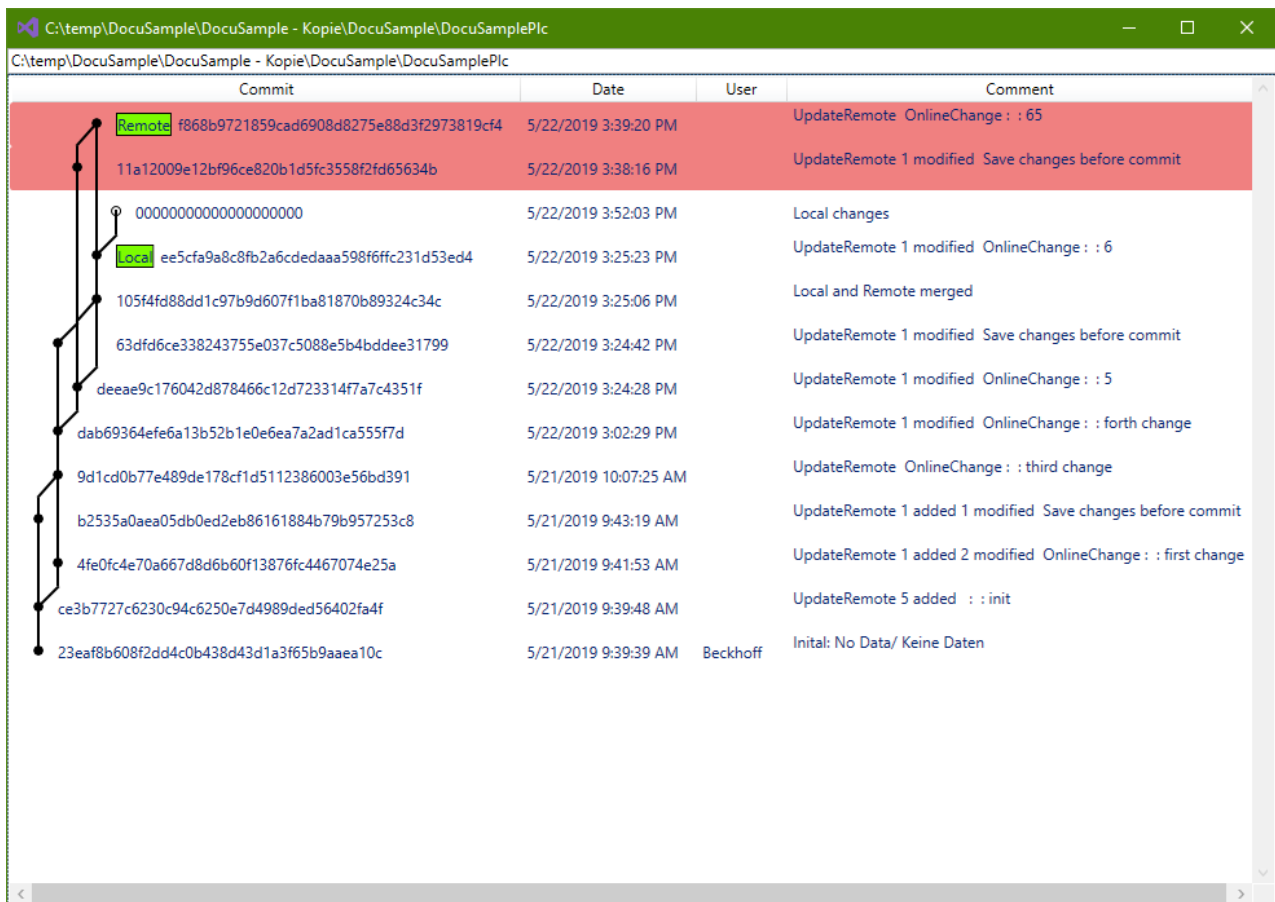 C:\temp\DocuSample\DocuSample - Kopie\DocuSample\DocuSamplePlc
C:\temp\DocuSample\DocuSample - Kopie\DocuSample\DocuSamplePlc
Commit Date User Comment
Remote f868b9721859cad6908d8275e88d3f2973819cf4 5/22/2019 3:39:20 PM UpdateRemote OnlineChange : : 65
11a12009e12bf96ce820b1d5fc3558f2fd65634b 5/22/2019 3:38:16 PM UpdateRemote 1 modified Save changes before commit
00000000000000000000 5/22/2019 3:52:03 PM Local changes
Local ee5cfa9a8c8fb2a6cdedaaa598f6ffc231d53ed4 5/22/2019 3:25:23 PM UpdateRemote 1 modified OnlineChange : : 6
105f4fd88dd1c97b9d607f1ba81870b89324c34c 5/22/2019 3:25:06 PM Local and Remote merged
63dfd6ce338243755e037c5088e5b4bddee31799 5/22/2019 3:24:42 PM UpdateRemote 1 modified Save changes before commit
deeae9c176042d878466c12d723314f7a7c4351f 5/22/2019 3:24:28 PM UpdateRemote 1 modified OnlineChange : : 5
dab69364efe6a13b52b1e0e6ea7a2ad1ca555f7d 5/22/2019 3:02:29 PM UpdateRemote 1 modified OnlineChange : : forth change
9d1cd0b77e489de178cf1d5112386003e56bd391 5/21/2019 10:07:25 AM UpdateRemote OnlineChange : : third change
b2535a0aea05db0ed2eb86161884b79b957253c8 5/21/2019 9:43:19 AM UpdateRemote 1 added 1 modified Save changes before commit
4fe0fc4e70a667d8d6b60f13876fc4467074e25a 5/21/2019 9:41:53 AM UpdateRemote 1 added 2 modified OnlineChange : : first change
ce3b7727c6230c94c6250e7d4989ded56402fa4f 5/21/2019 9:39:48 AM UpdateRemote 5 added : : init
23eaf8b608f2dd4c0b438d43d1a3f65b9aaea10c 5/21/2019 9:39:39 AM Beckhoff Inital: No Data/ Keine Daten